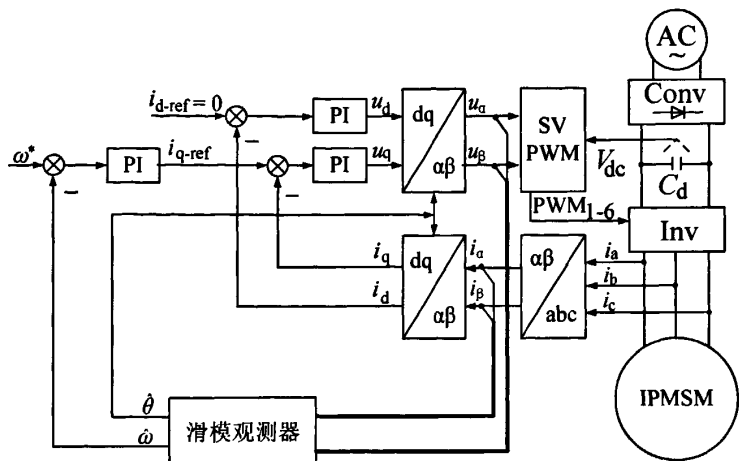 AC
~
Conv
i_d-ref = 0
PI
u_d
dq
αβ
u_α
SV
PWM
ω*
PI
i_q-ref
PI
u_q
u_β
V_dc
C_d
PWM_1-6
Inv
i_q
dq
αβ
i_α
αβ
abc
i_a
i_b
i_d
i_β
i_c
IPMSM
θ̂
ω̂
滑模观测器
−
−
−